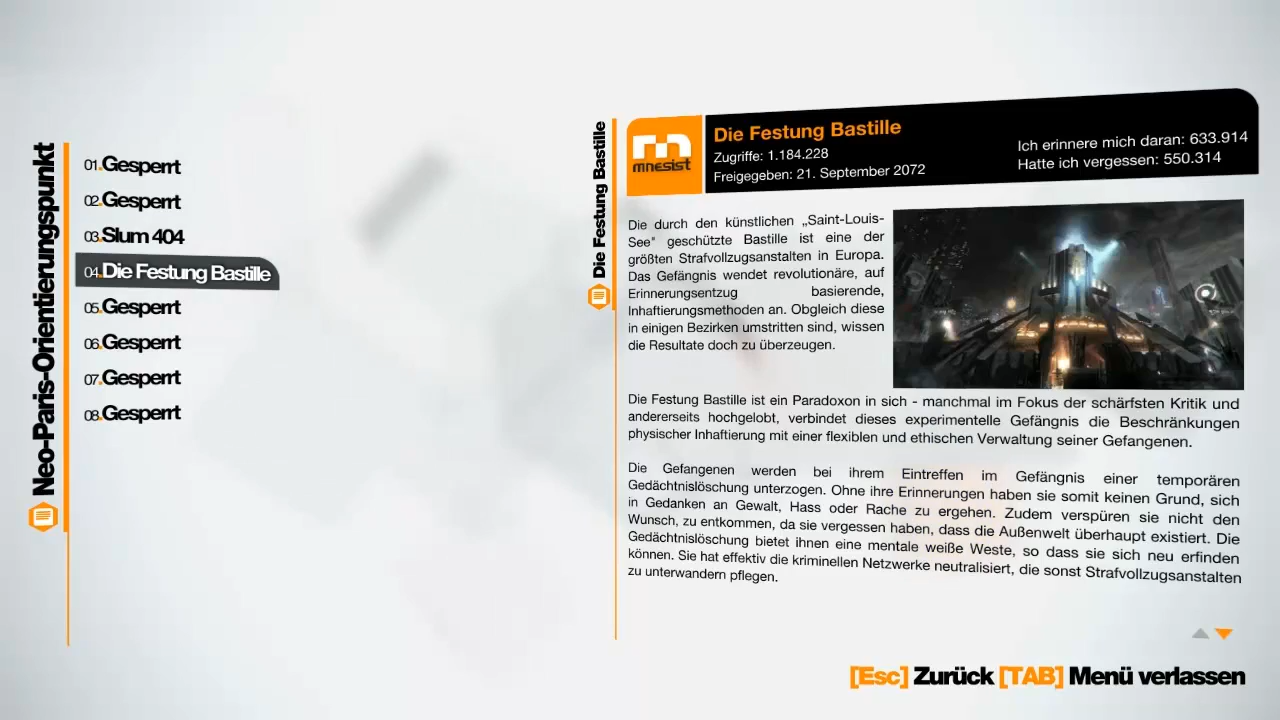 Neo-Paris-Orientierungspunkt
01.Gesperrt
02.Gesperrt
03.Slum 404
04.Die Festung Bastille
05.Gesperrt
06.Gesperrt
07.Gesperrt
08.Gesperrt
Die Festung Bastille
mnesist
Die Festung Bastille
Zugriffe: 1.184.228
Freigegeben: 21. September 2072
Ich erinnere mich daran: 633.914
Hatte ich vergessen: 550.314
Die durch den künstlichen „Saint-Louis-
See" geschützte Bastille ist eine der
größten Strafvollzugsanstalten in Europa.
Das Gefängnis wendet revolutionäre, auf
Erinnerungsentzug basierende,
Inhaftierungsmethoden an. Obgleich diese
in einigen Bezirken umstritten sind, wissen
die Resultate doch zu überzeugen.
Die Festung Bastille ist ein Paradoxon in sich - manchmal im Fokus der schärfsten Kritik und
andererseits hochgelobt, verbindet dieses experimentelle Gefängnis die Beschränkungen
physischer Inhaftierung mit einer flexiblen und ethischen Verwaltung seiner Gefangenen.
Die Gefangenen werden bei ihrem Eintreffen im Gefängnis einer temporären
Gedächtnislöschung unterzogen. Ohne ihre Erinnerungen haben sie somit keinen Grund, sich
in Gedanken an Gewalt, Hass oder Rache zu ergehen. Zudem verspüren sie nicht den
Wunsch, zu entkommen, da sie vergessen haben, dass die Außenwelt überhaupt existiert. Die
Gedächtnislöschung bietet ihnen eine mentale weiße Weste, so dass sie sich neu erfinden
können. Sie hat effektiv die kriminellen Netzwerke neutralisiert, die sonst Strafvollzugsanstalten
zu unterwandern pflegen.
[Esc] Zurück [TAB] Menü verlassen